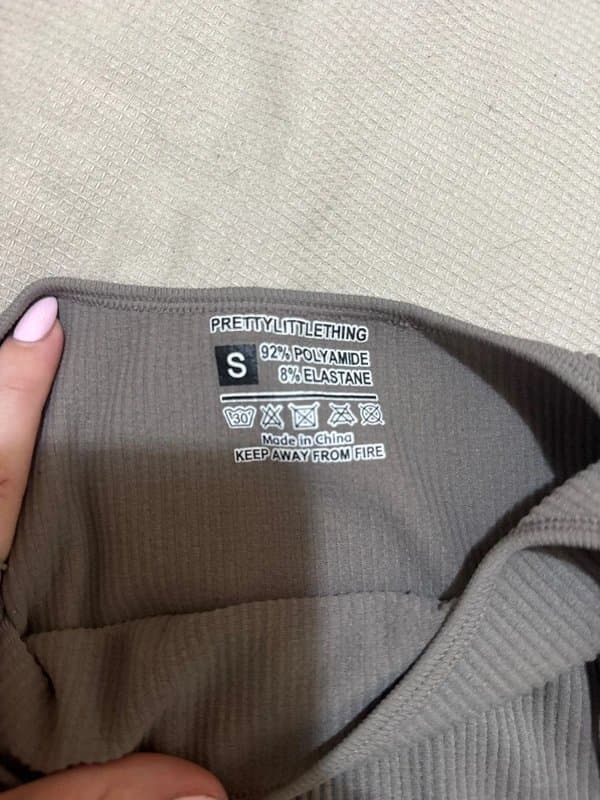 PRETTYLITTLETHING
S
92% POLYAMIDE
8% ELASTANE
30
Made in China
KEEP AWAY FROM FIRE